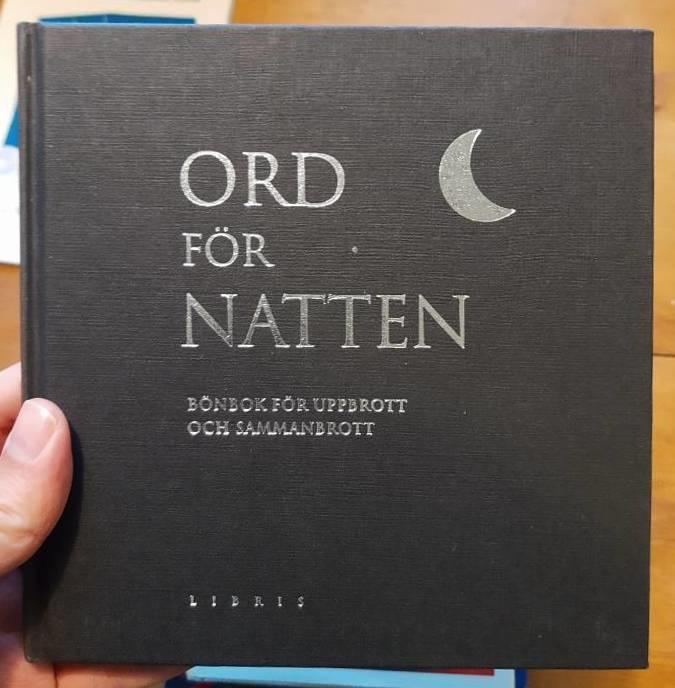 ORD
FÖR
NATTEN
BÖNBOK FÖR UPPBROTT
OCH SAMMANBROTT
LIBRIS